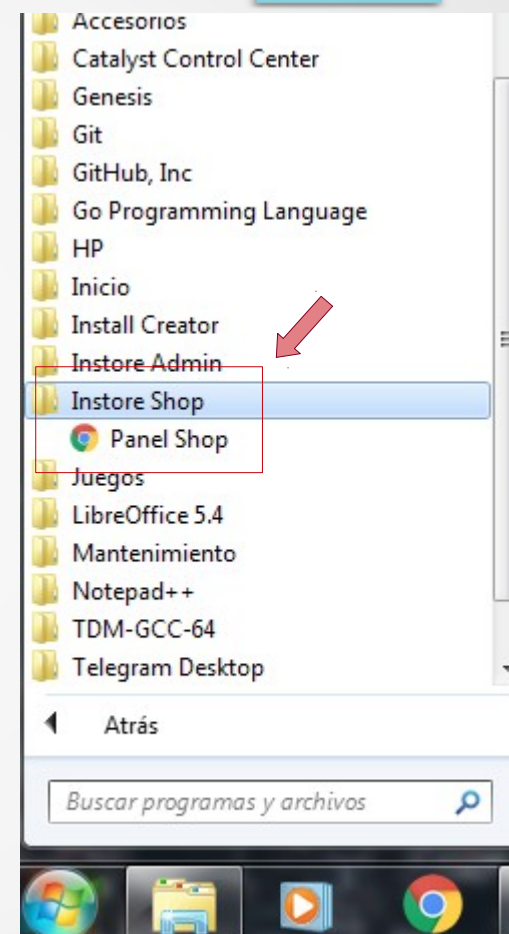 Accesorios
Catalyst Control Center
Genesis
Git
GitHub, Inc
Go Programming Language
HP
Inicio
Install Creator
Instore Admin
Instore Shop
Panel Shop
Juegos
LibreOffice 5.4
Mantenimiento
Notepad++
TDM-GCC-64
Telegram Desktop
Atrás
Buscar programas y archivos